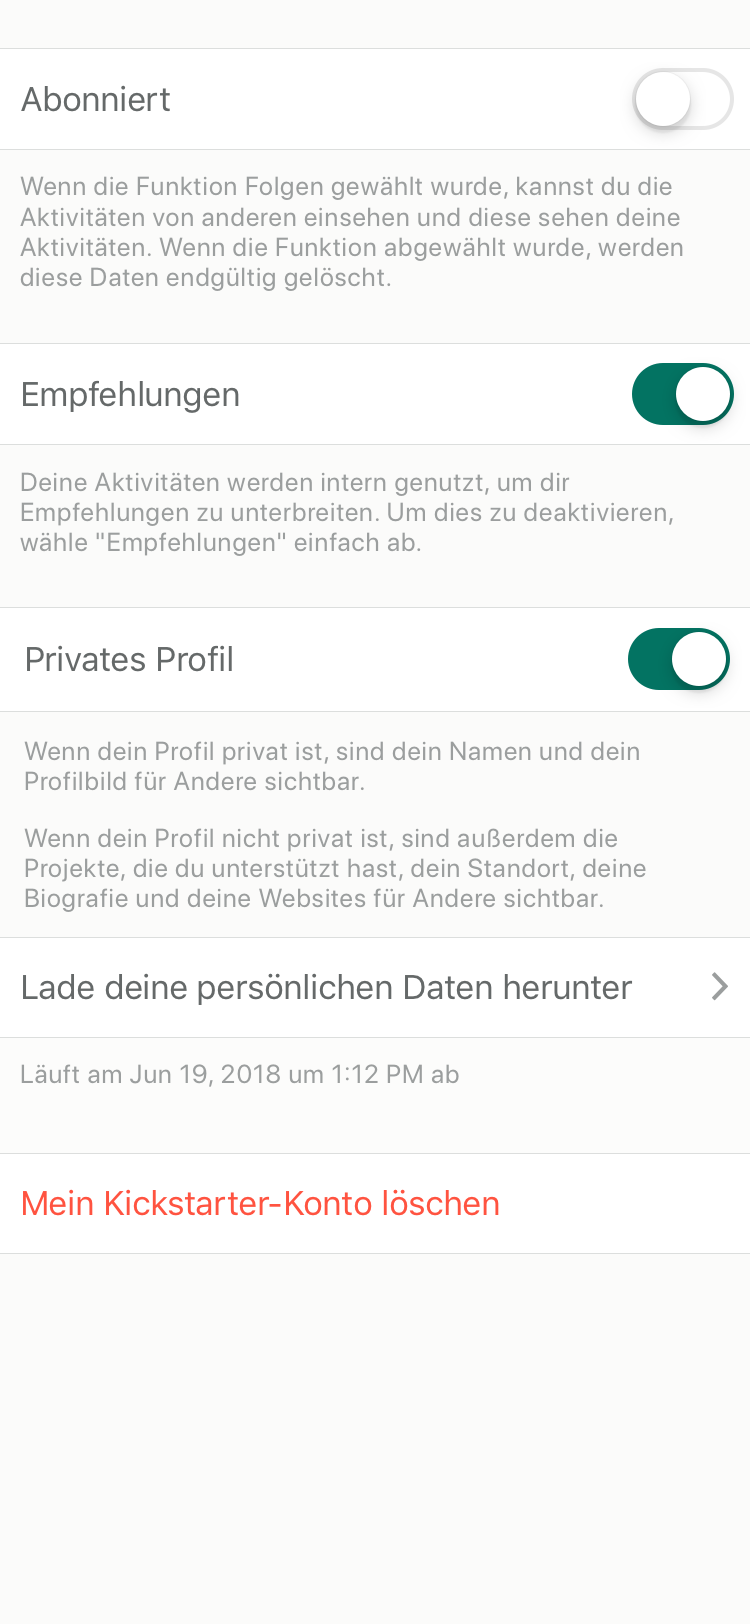 Abonniert
Wenn die Funktion Folgen gewählt wurde, kannst du die
Aktivitäten von anderen einsehen und diese sehen deine
Aktivitäten. Wenn die Funktion abgewählt wurde, werden
diese Daten endgültig gelöscht.
Empfehlungen
Deine Aktivitäten werden intern genutzt, um dir
Empfehlungen zu unterbreiten. Um dies zu deaktivieren,
wähle "Empfehlungen" einfach ab.
Privates Profil
Wenn dein Profil privat ist, sind dein Namen und dein
Profilbild für Andere sichtbar.
Wenn dein Profil nicht privat ist, sind außerdem die
Projekte, die du unterstützt hast, dein Standort, deine
Biografie und deine Websites für Andere sichtbar.
Lade deine persönlichen Daten herunter
Läuft am Jun 19, 2018 um 1:12 PM ab
Mein Kickstarter-Konto löschen